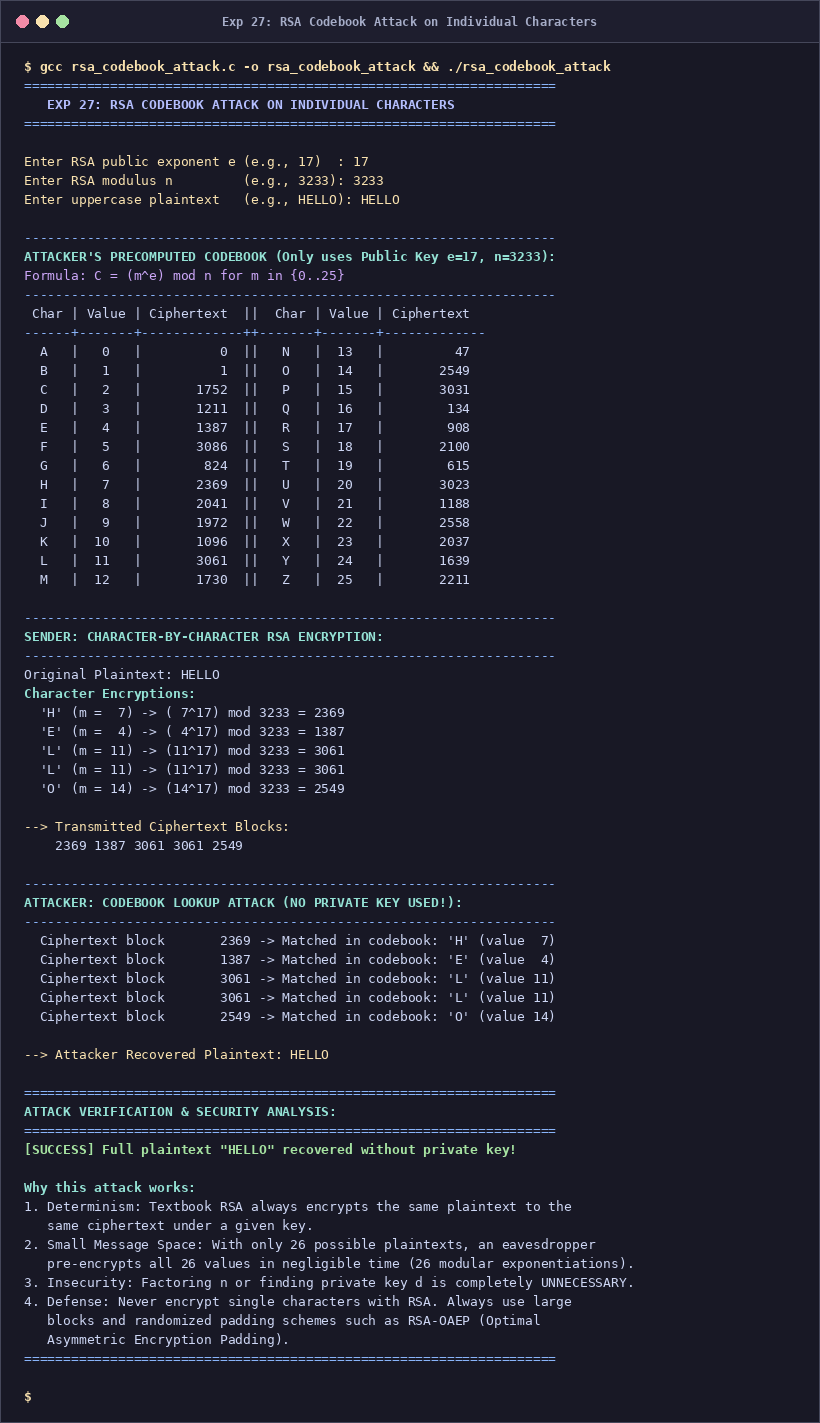 Exp 27: RSA Codebook Attack on Individual Characters
$ gcc rsa_codebook_attack.c -o rsa_codebook_attack && ./rsa_codebook_attack
====================================================================
   EXP 27: RSA CODEBOOK ATTACK ON INDIVIDUAL CHARACTERS
====================================================================
Enter RSA public exponent e (e.g., 17)  : 17
Enter RSA modulus n         (e.g., 3233): 3233
Enter uppercase plaintext   (e.g., HELLO): HELLO
--------------------------------------------------------------------
ATTACKER'S PRECOMPUTED CODEBOOK (Only uses Public Key e=17, n=3233):
Formula: C = (m^e) mod n for m in {0..25}
--------------------------------------------------------------------
 Char | Value | Ciphertext  ||  Char | Value | Ciphertext
------+-------+-------------++-------+-------+-------------
  A   |   0   |          0  ||   N   |  13   |         47
  B   |   1   |          1  ||   O   |  14   |       2549
  C   |   2   |       1752  ||   P   |  15   |       3031
  D   |   3   |       1211  ||   Q   |  16   |        134
  E   |   4   |       1387  ||   R   |  17   |        908
  F   |   5   |       3086  ||   S   |  18   |       2100
  G   |   6   |        824  ||   T   |  19   |        615
  H   |   7   |       2369  ||   U   |  20   |       3023
  I   |   8   |       2041  ||   V   |  21   |       1188
  J   |   9   |       1972  ||   W   |  22   |       2558
  K   |  10   |       1096  ||   X   |  23   |       2037
  L   |  11   |       3061  ||   Y   |  24   |       1639
  M   |  12   |       1730  ||   Z   |  25   |       2211
--------------------------------------------------------------------
SENDER: CHARACTER-BY-CHARACTER RSA ENCRYPTION:
--------------------------------------------------------------------
Original Plaintext: HELLO
Character Encryptions:
  'H' (m =  7) -> ( 7^17) mod 3233 = 2369
  'E' (m =  4) -> ( 4^17) mod 3233 = 1387
  'L' (m = 11) -> (11^17) mod 3233 = 3061
  'L' (m = 11) -> (11^17) mod 3233 = 3061
  'O' (m = 14) -> (14^17) mod 3233 = 2549
--> Transmitted Ciphertext Blocks:
    2369 1387 3061 3061 2549
--------------------------------------------------------------------
ATTACKER: CODEBOOK LOOKUP ATTACK (NO PRIVATE KEY USED!):
--------------------------------------------------------------------
  Ciphertext block       2369 -> Matched in codebook: 'H' (value  7)
  Ciphertext block       1387 -> Matched in codebook: 'E' (value  4)
  Ciphertext block       3061 -> Matched in codebook: 'L' (value 11)
  Ciphertext block       3061 -> Matched in codebook: 'L' (value 11)
  Ciphertext block       2549 -> Matched in codebook: 'O' (value 14)
--> Attacker Recovered Plaintext: HELLO
====================================================================
ATTACK VERIFICATION & SECURITY ANALYSIS:
====================================================================
[SUCCESS] Full plaintext "HELLO" recovered without private key!
Why this attack works:
1. Determinism: Textbook RSA always encrypts the same plaintext to the
   same ciphertext under a given key.
2. Small Message Space: With only 26 possible plaintexts, an eavesdropper
   pre-encrypts all 26 values in negligible time (26 modular exponentiations).
3. Insecurity: Factoring n or finding private key d is completely UNNECESSARY.
4. Defense: Never encrypt single characters with RSA. Always use large
   blocks and randomized padding schemes such as RSA-OAEP (Optimal
   Asymmetric Encryption Padding).
====================================================================
$